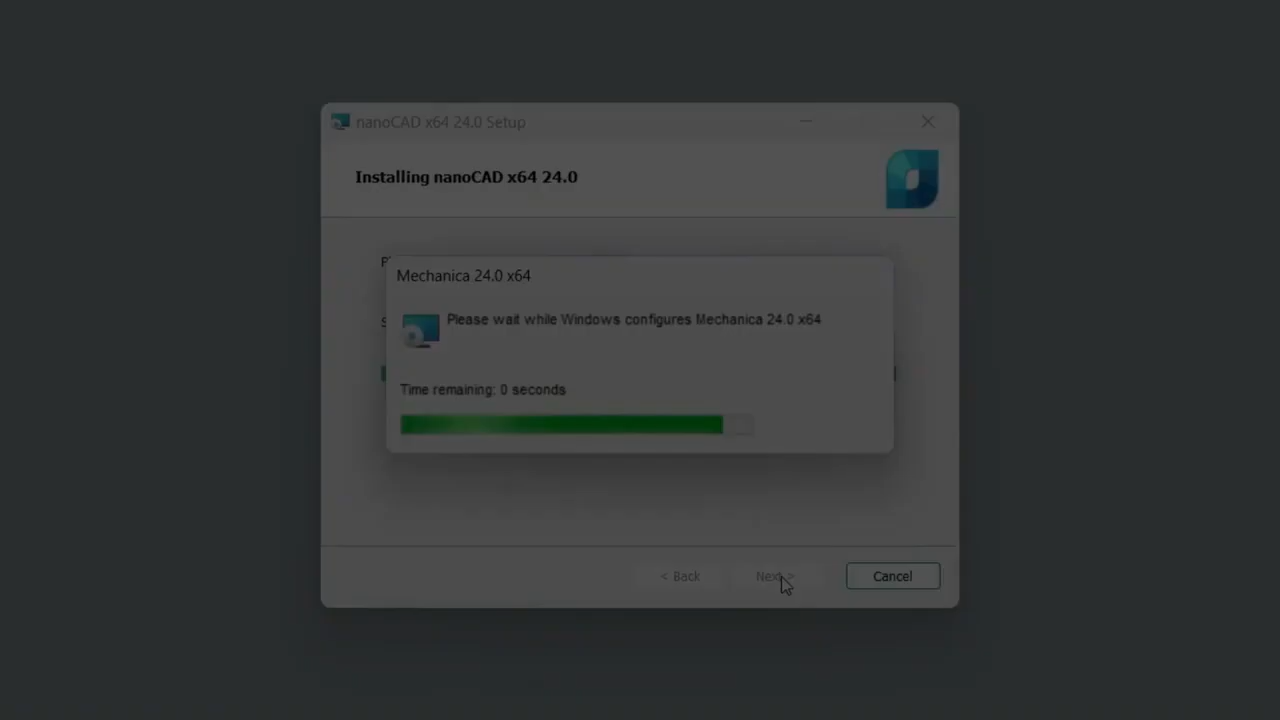 nanoCAD x64 24.0 Setup
Installing nanoCAD x64 24.0
Mechanica 24.0 x64
Please wait while Windows configures Mechanica 24.0 x64
Time remaining: 0 seconds
< Back
Next >
Cancel